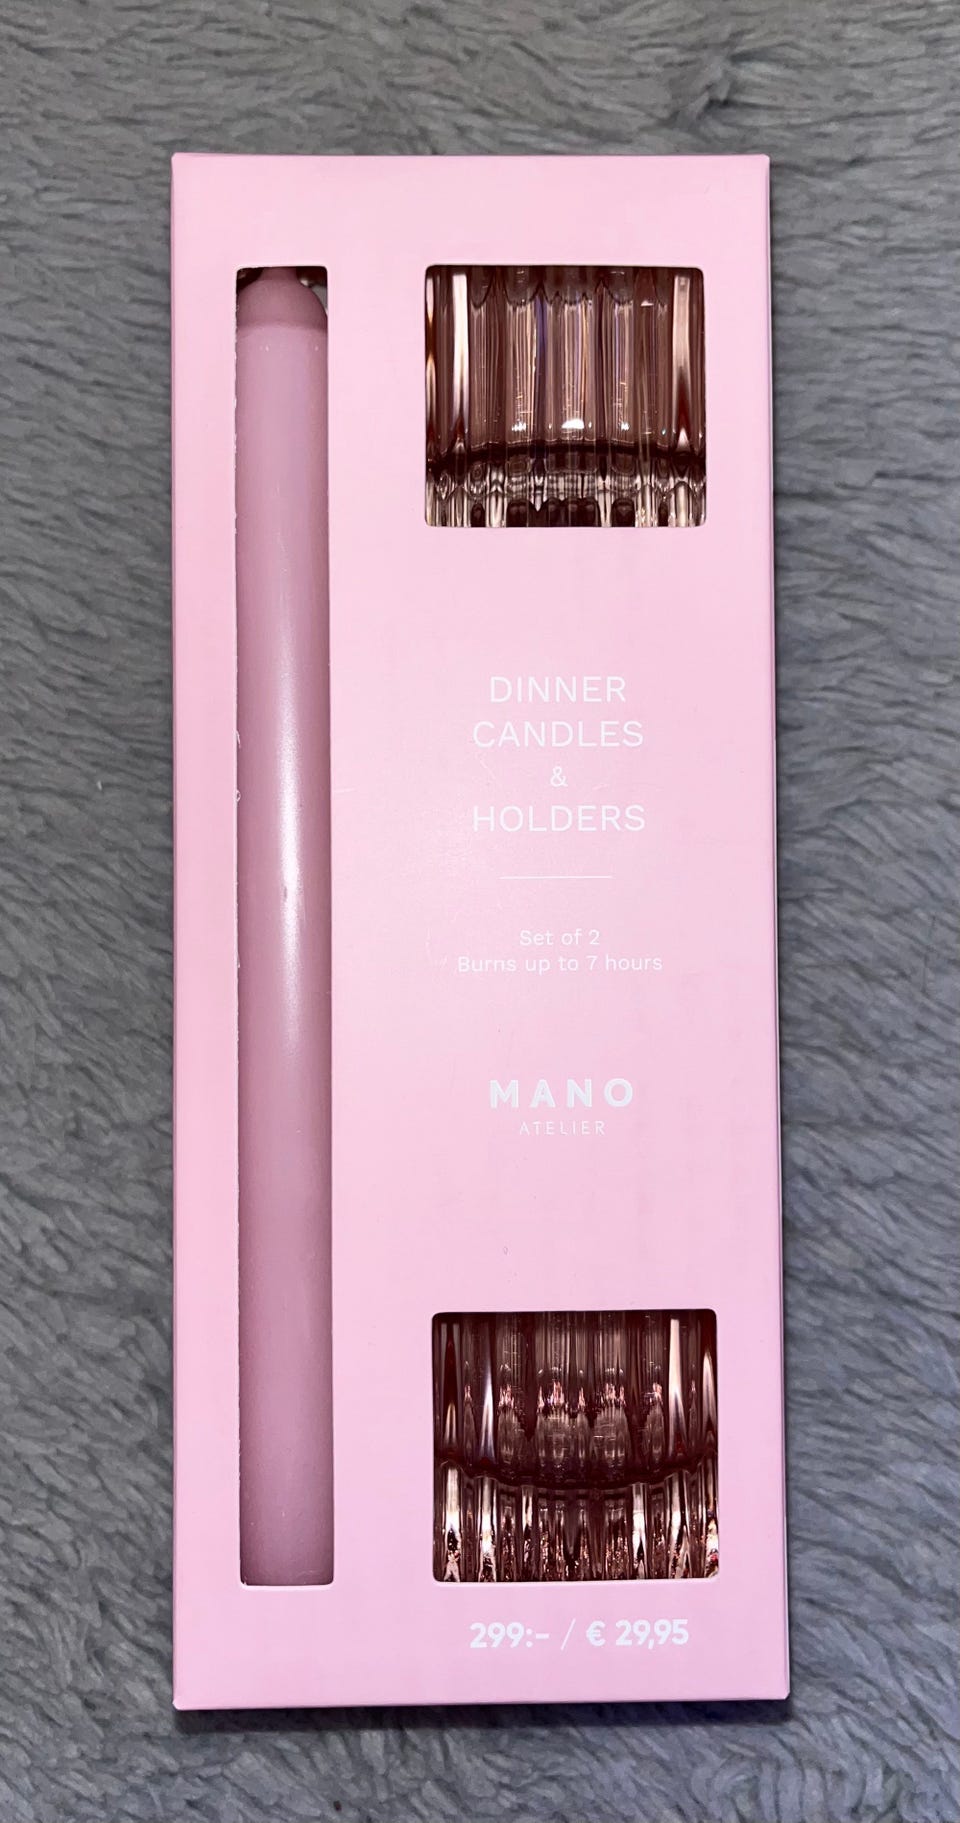 DINNER
CANDLES
&
HOLDERS
Set of 2
Burns up to 7 hours
MANO
ATELIER
299:- / € 29,95